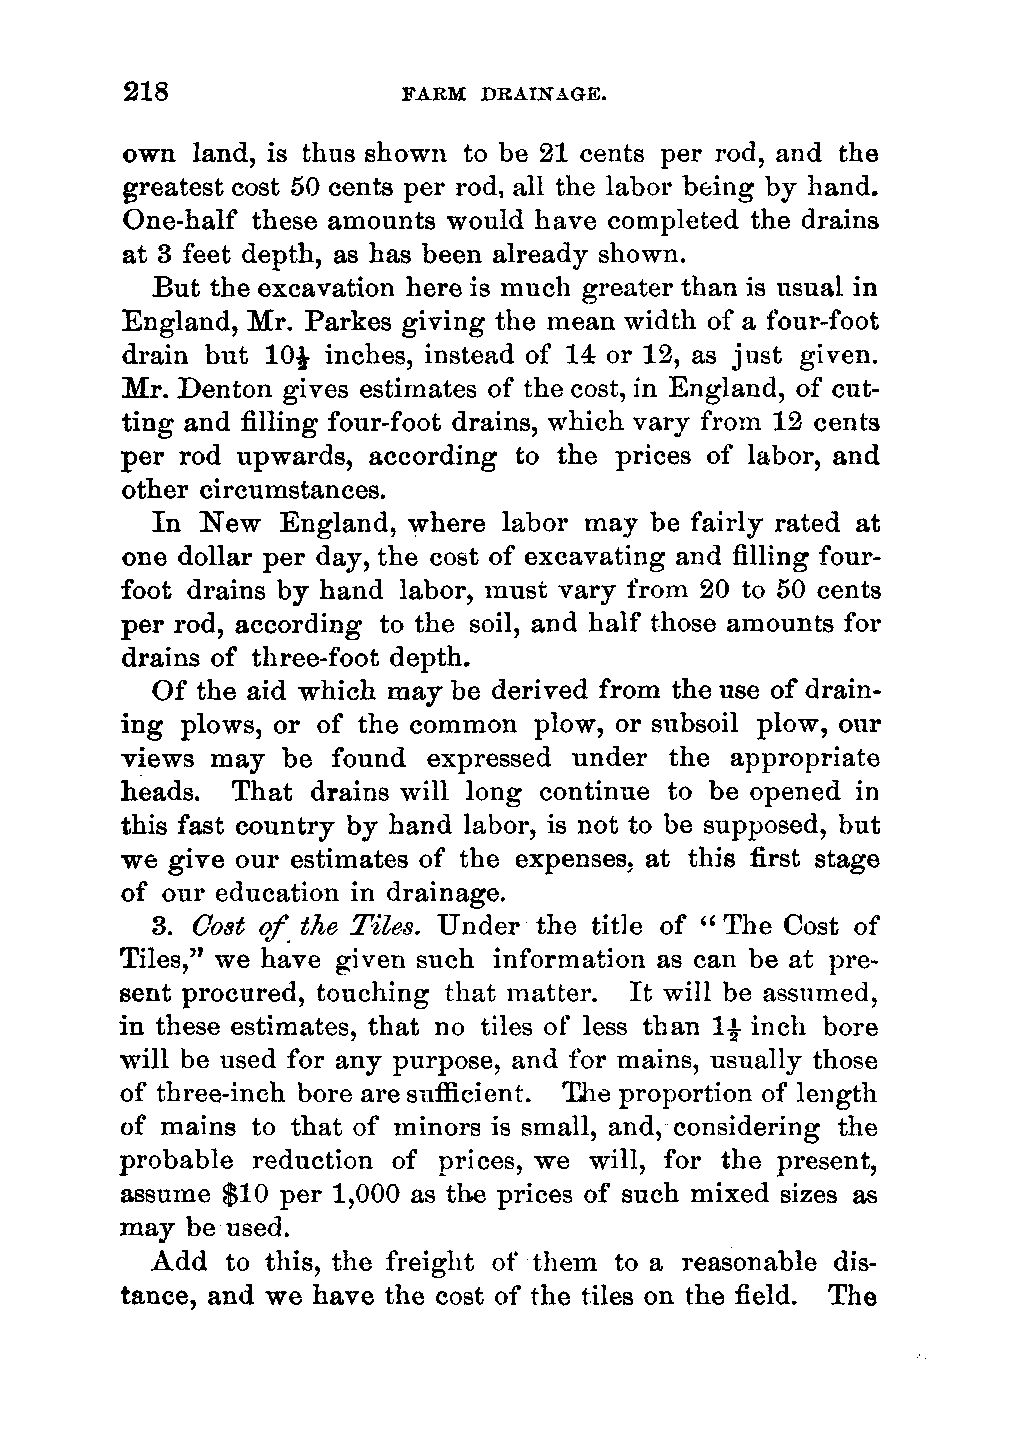 218 FARM DRAINAGE.
own land, is thus shown to be 21 cents per rod, and the
greatest cost 50 cents per rod, all the labor being by hand.
One-half these amounts would have completed the drains
at 3 feet depth, as has been already shown.
But the excavation here is much greater than is usual in
England, Mr. Parkes giving the mean width of a four-foot
drain but 10½ inches, instead of 14 or 12, as just given.
Mr. Denton gives estimates of the cost, in England, of cut-
ting and filling four-foot drains, which vary from 12 cents
per rod upwards, according to the prices of labor, and
other circumstances.
In New England, where labor may be fairly rated at
one dollar per day, the cost of excavating and filling four-
foot drains by hand labor, must vary from 20 to 50 cents
per rod, according to the soil, and half those amounts for
drains of three-foot depth.
Of the aid which may be derived from the use of drain-
ing plows, or of the common plow, or subsoil plow, our
views may be found expressed under the appropriate
heads. That drains will long continue to be opened in
this fast country by hand labor, is not to be supposed, but
we give our estimates of the expenses, at this first stage
of our education in drainage.
3. Cost of the Tiles. Under the title of “The Cost of
Tiles,” we have given such information as can be at pre-
sent procured, touching that matter. It will be assumed,
in these estimates, that no tiles of less than 1½ inch bore
will be used for any purpose, and for mains, usually those
of three-inch bore are sufficient. The proportion of length
of mains to that of minors is small, and, considering the
probable reduction of prices, we will, for the present,
assume $10 per 1,000 as the prices of such mixed sizes as
may be used.
Add to this, the freight of them to a reasonable dis-
tance, and we have the cost of the tiles on the field. The